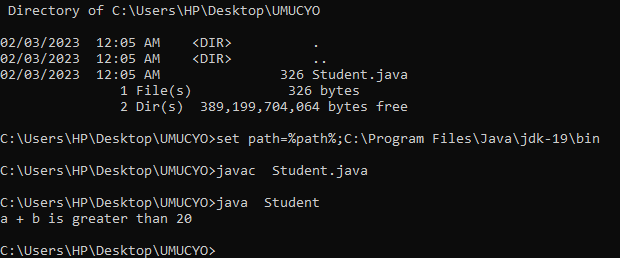 Directory of C:\Users\HP\Desktop\UMUCYO
02/03/2023  12:05 AM    <DIR>          .
02/03/2023  12:05 AM    <DIR>          ..
02/03/2023  12:05 AM               326 Student.java
               1 File(s)            326 bytes
               2 Dir(s)  389,199,704,064 bytes free
C:\Users\HP\Desktop\UMUCYO>set path=%path%;C:\Program Files\Java\jdk-19\bin
C:\Users\HP\Desktop\UMUCYO>javac  Student.java
C:\Users\HP\Desktop\UMUCYO>java  Student
a + b is greater than 20
C:\Users\HP\Desktop\UMUCYO>